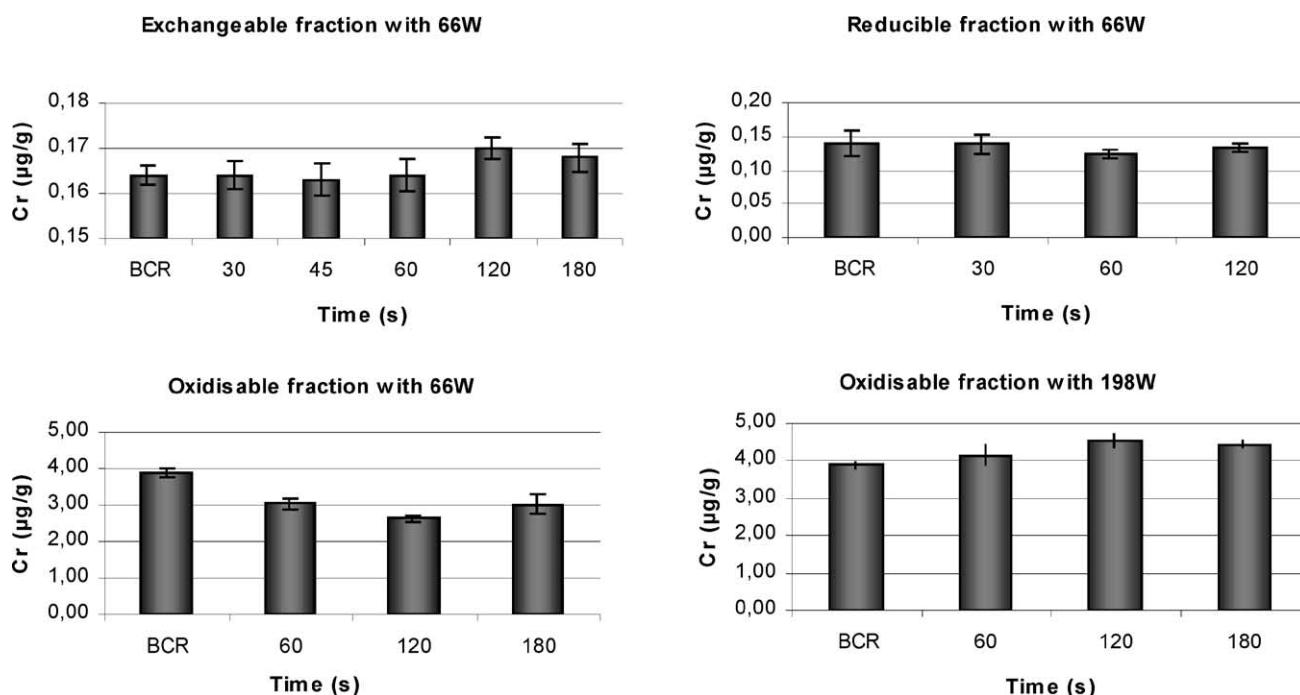 Exchangeable fraction with 66W
Cr (µg/g)
0,18
0,17
0,16
0,15
BCR 30 45 60 120 180
Time (s)
Reducible fraction with 66W
Cr (µg/g)
0,20
0,15
0,10
0,05
0,00
BCR 30 60 120
Time (s)
Oxidisable fraction with 66W
Cr (µg/g)
5,00
4,00
3,00
2,00
1,00
0,00
BCR 60 120 180
Time (s)
Oxidisable fraction with 198W
Cr (µg/g)
5,00
4,00
3,00
2,00
1,00
0,00
BCR 60 120 180
Time (s)